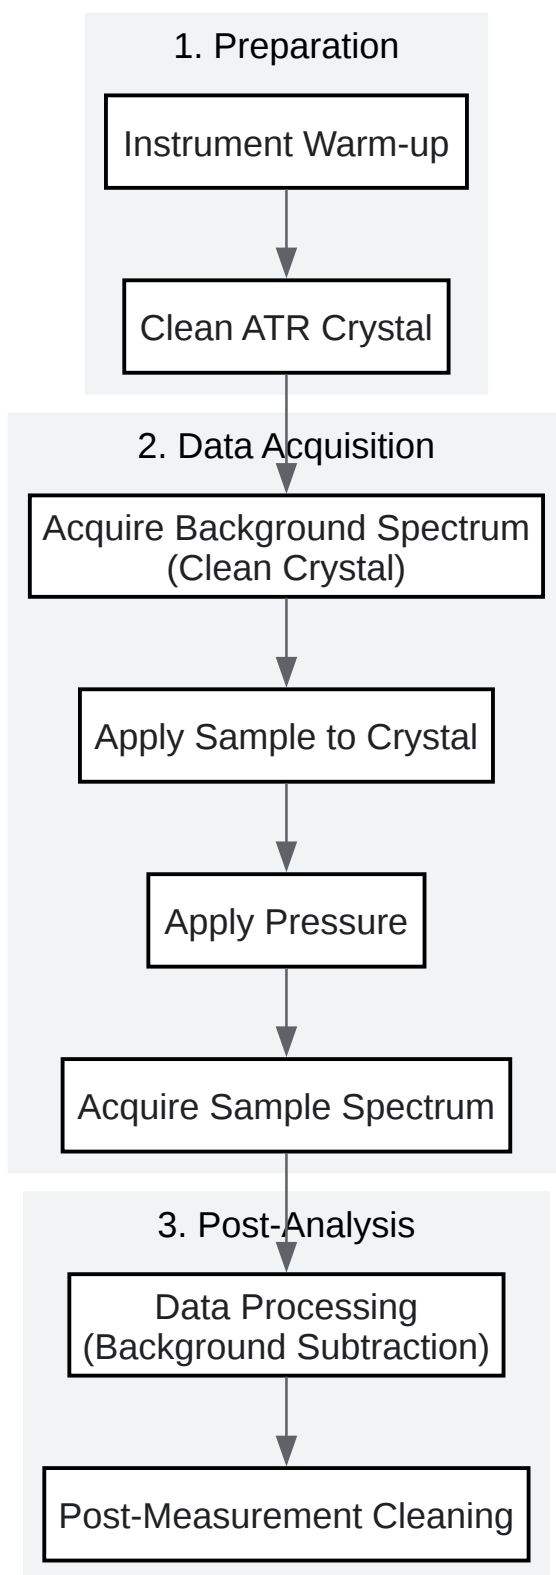 1. Preparation
Instrument Warm-up
Clean ATR Crystal
2. Data Acquisition
Acquire Background Spectrum
(Clean Crystal)
Apply Sample to Crystal
Apply Pressure
Acquire Sample Spectrum
3. Post-Analysis
Data Processing
(Background Subtraction)
Post-Measurement Cleaning